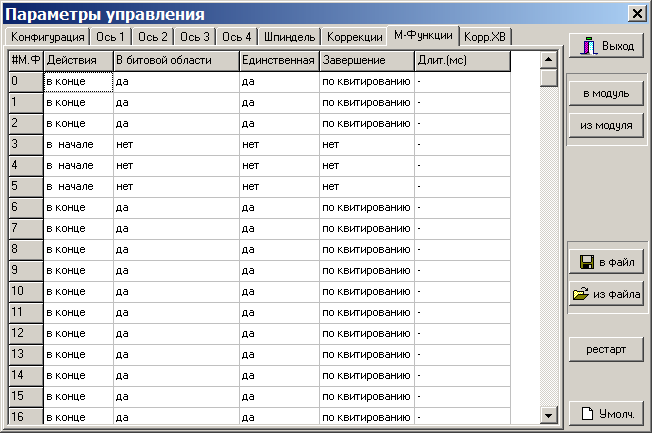 Параметры управления
Конфигурация Ось 1 Ось 2 Ось 3 Ось 4 Шпиндель Коррекции М-Функции Корр.ХВ
#М.Ф Действия В битовой области Единственная Завершение Длит.(мс)
0 в конце да да по квитированию -
1 в конце да да по квитированию -
2 в конце да да по квитированию -
3 в начале нет нет нет -
4 в начале нет нет нет -
5 в начале нет нет нет -
6 в конце да да по квитированию -
7 в конце да да по квитированию -
8 в конце да да по квитированию -
9 в конце да да по квитированию -
10 в конце да да по квитированию -
11 в конце да да по квитированию -
12 в конце да да по квитированию -
13 в конце да да по квитированию -
14 в конце да да по квитированию -
15 в конце да да по квитированию -
16 в конце да да по квитированию -
Выход
в модуль
из модуля
в файл
из файла
рестарт
Умолч.